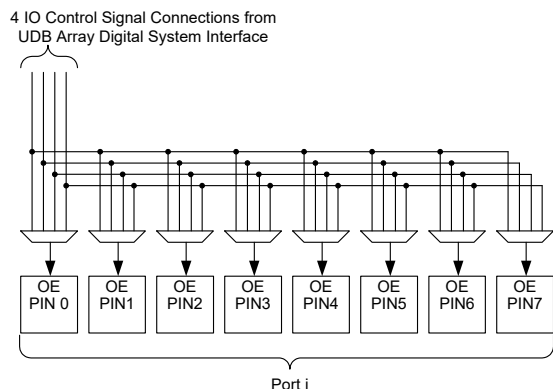 4 IO Control Signal Connections from
UDB Array Digital System Interface
OE
PIN 0
OE
PIN1
OE
PIN2
OE
PIN3
OE
PIN4
OE
PIN5
OE
PIN6
OE
PIN7
Port i